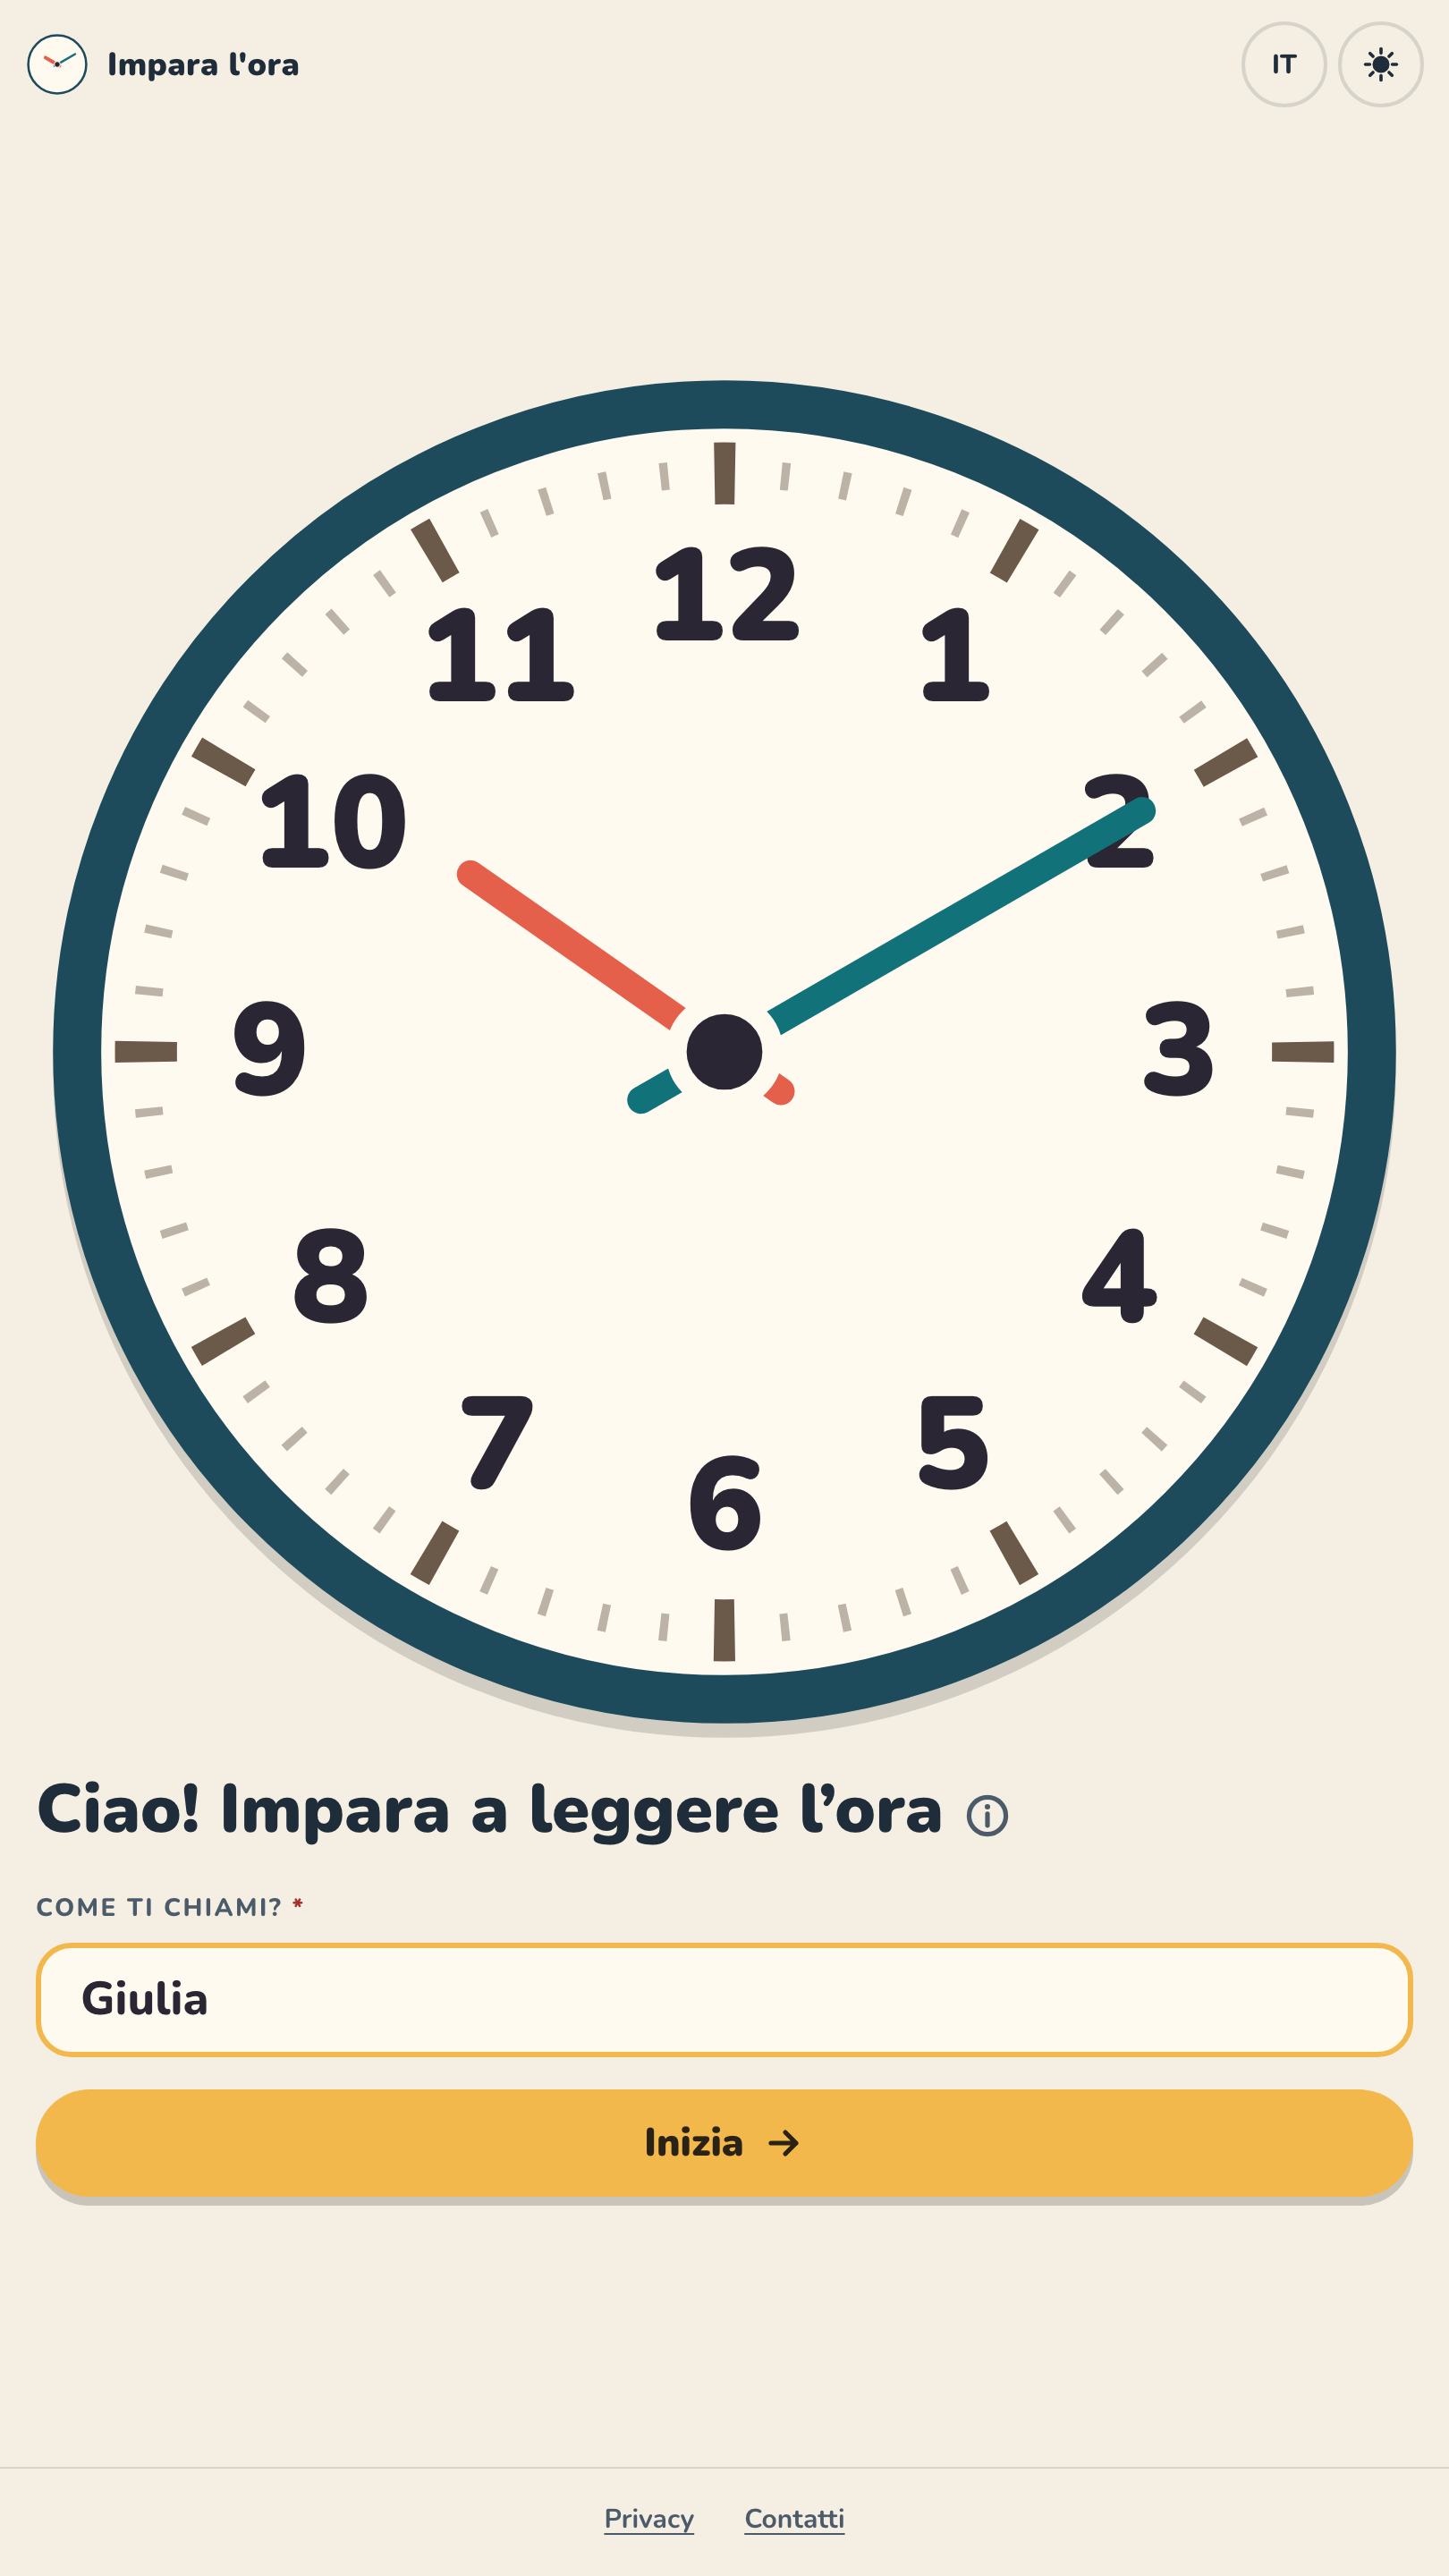 Impara l'ora
IT
12
11
1
10
2
9
3
8
4
7
5
6
Ciao! Impara a leggere l’ora
COME TI CHIAMI? *
Giulia
Inizia →
Privacy Contatti